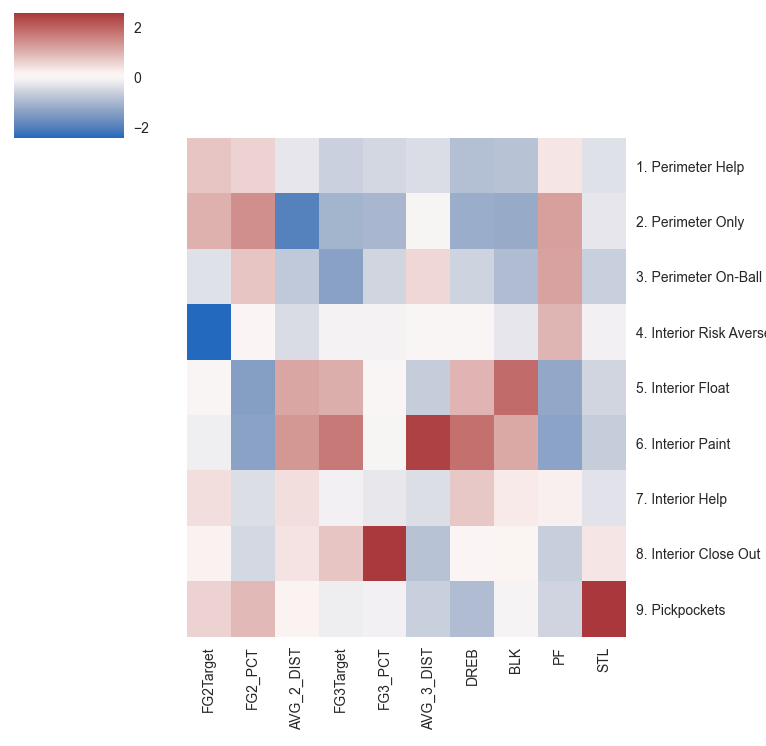 2
0
−2
1. Perimeter Help
2. Perimeter Only
3. Perimeter On-Ball
4. Interior Risk Averse
5. Interior Float
6. Interior Paint
7. Interior Help
8. Interior Close Out
9. Pickpockets
FG2Target
FG2_PCT
AVG_2_DIST
FG3Target
FG3_PCT
AVG_3_DIST
DREB
BLK
PF
STL